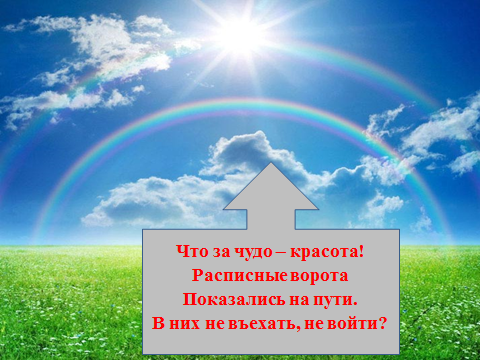 Что за чудо – красота!
Расписные ворота
Показались на пути.
В них не въехать, не войти?